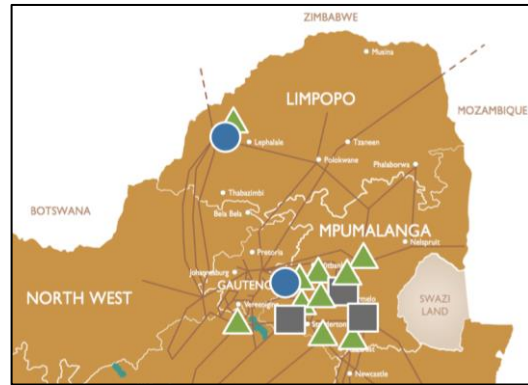 ZIMBABWE
Musina
LIMPOPO
MOZAMBIQUE
Lephalale
Tzaneen
Polokwane
Phalaborwa
Thabazimbi
BOTSWANA
Bela Bela
MPUMALANGA
Nelspruit
Pretoria
Johannesburg
GAUTENG
NORTH WEST
SWAZI
LAND
Newcastle